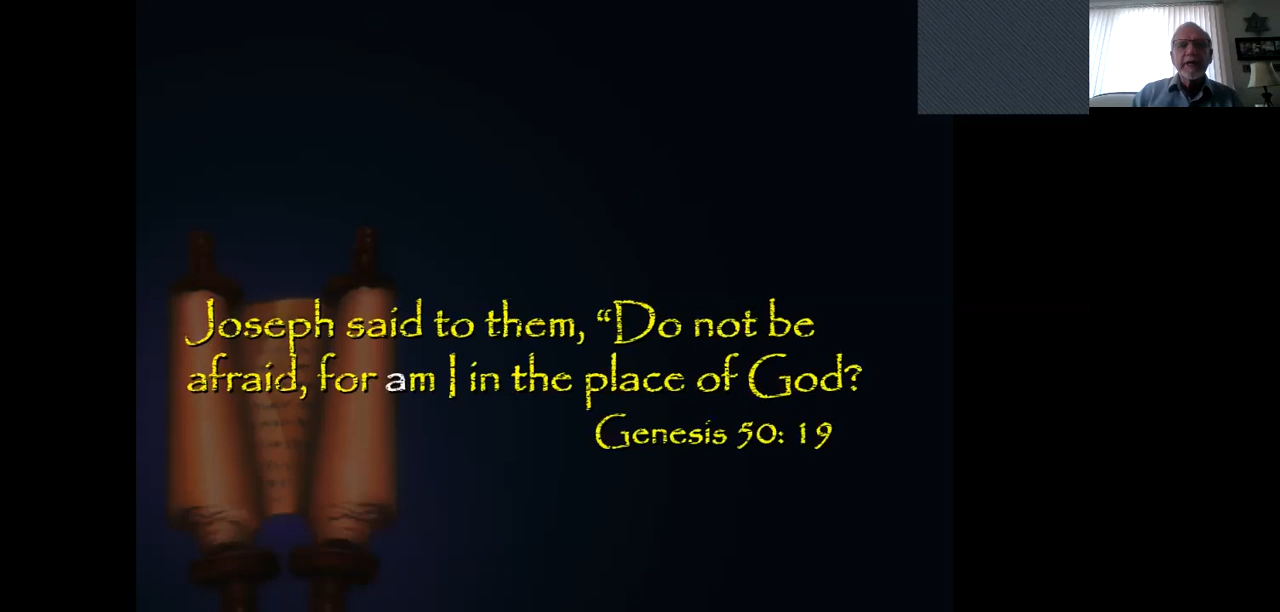 Joseph said to them, “Do not be
afraid, for am I in the place of God?
Genesis 50: 19